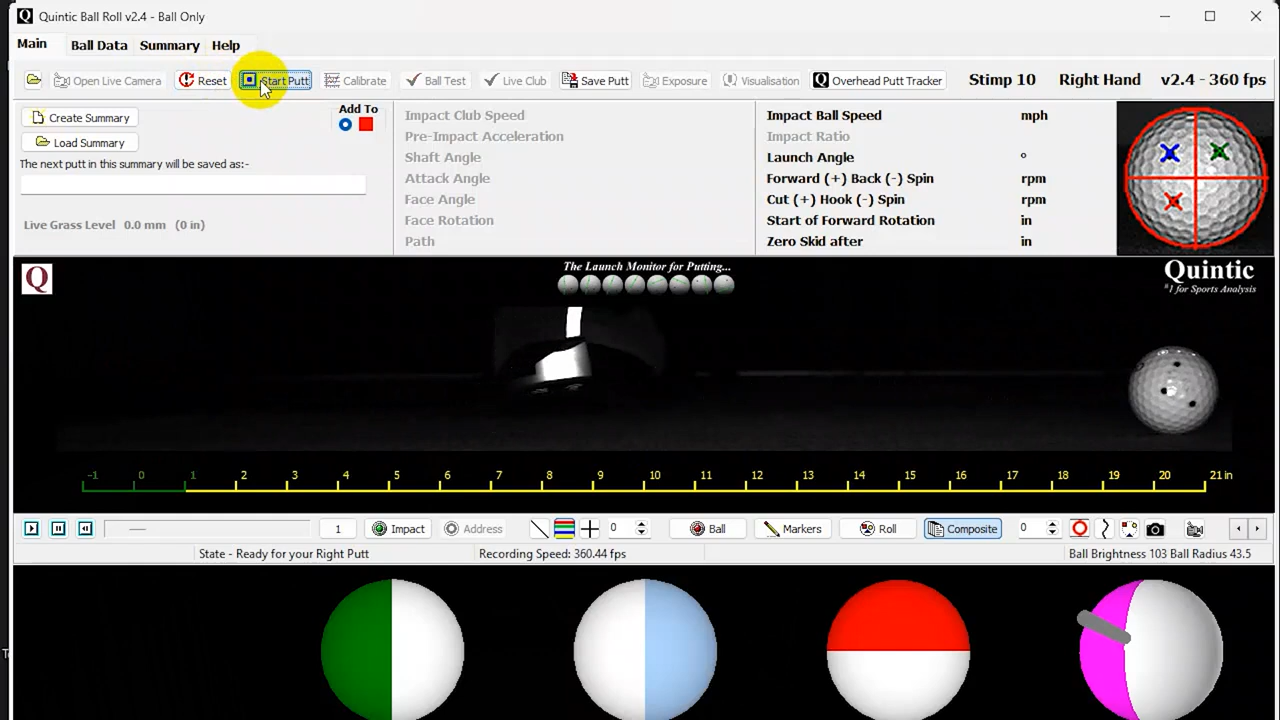 Quintic Ball Roll v2.4 - Ball Only
Main Ball Data Summary Help
Open Live Camera Reset Start Putt Calibrate Ball Test Live Club Save Putt Exposure Visualisation Q Overhead Putt Tracker Stimp 10 Right Hand v2.4 - 360 fps
Create Summary
Load Summary
Add To
The next putt in this summary will be saved as:-
Live Grass Level 0.0 mm (0 in)
Impact Club Speed
Pre-Impact Acceleration
Shaft Angle
Attack Angle
Face Angle
Face Rotation
Path
Impact Ball Speed mph
Impact Ratio
Launch Angle °
Forward (+) Back (-) Spin rpm
Cut (+) Hook (-) Spin rpm
Start of Forward Rotation in
Zero Skid after in
Q
The Launch Monitor for Putting...
Quintic
#1 for Sports Analysis
-1 0 1 2 3 4 5 6 7 8 9 10 11 12 13 14 15 16 17 18 19 20 21 in
1 Impact Address 0 Ball Markers Roll Composite 0
State - Ready for your Right Putt Recording Speed: 360.44 fps Ball Brightness 103 Ball Radius 43.5